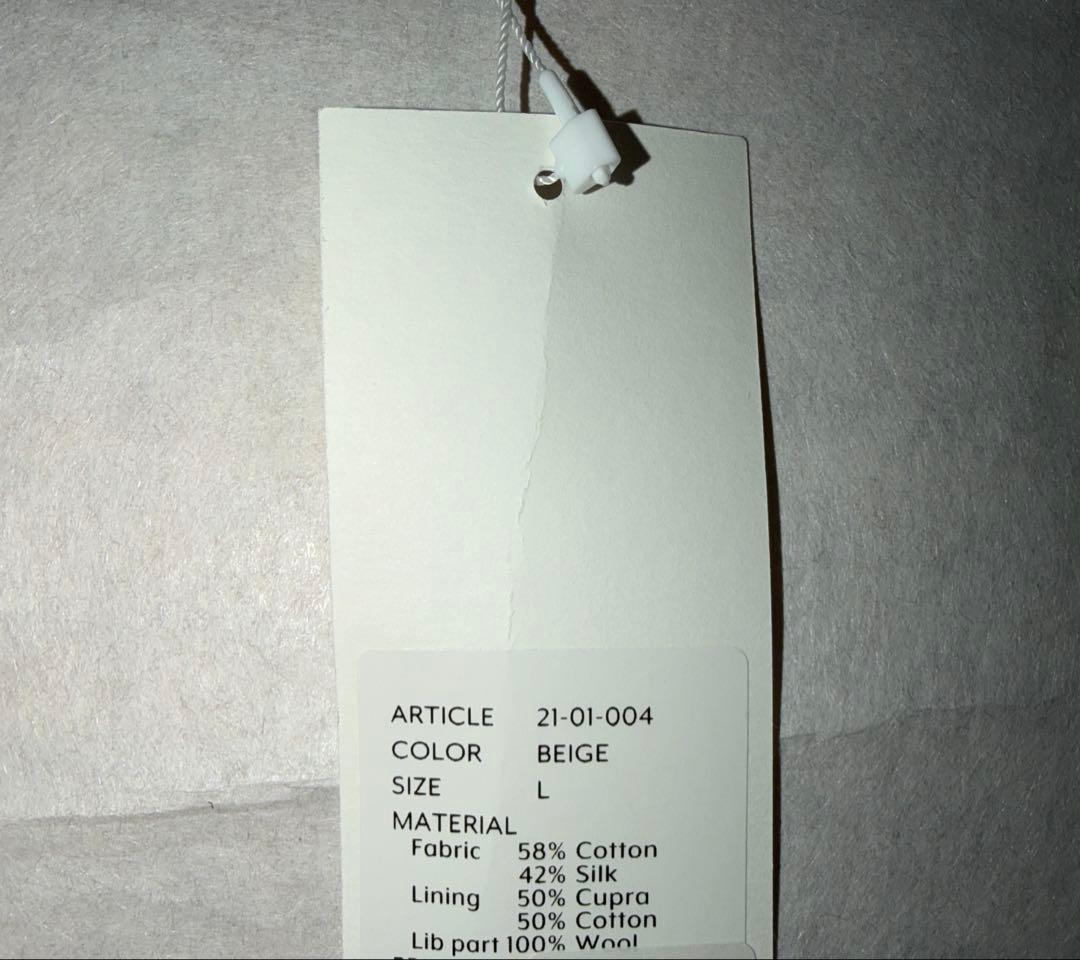 ARTICLE 21-01-004
COLOR BEIGE
SIZE L
MATERIAL
Fabric 58% Cotton
42% Silk
Lining 50% Cupra
50% Cotton
Lib part 100% Wool